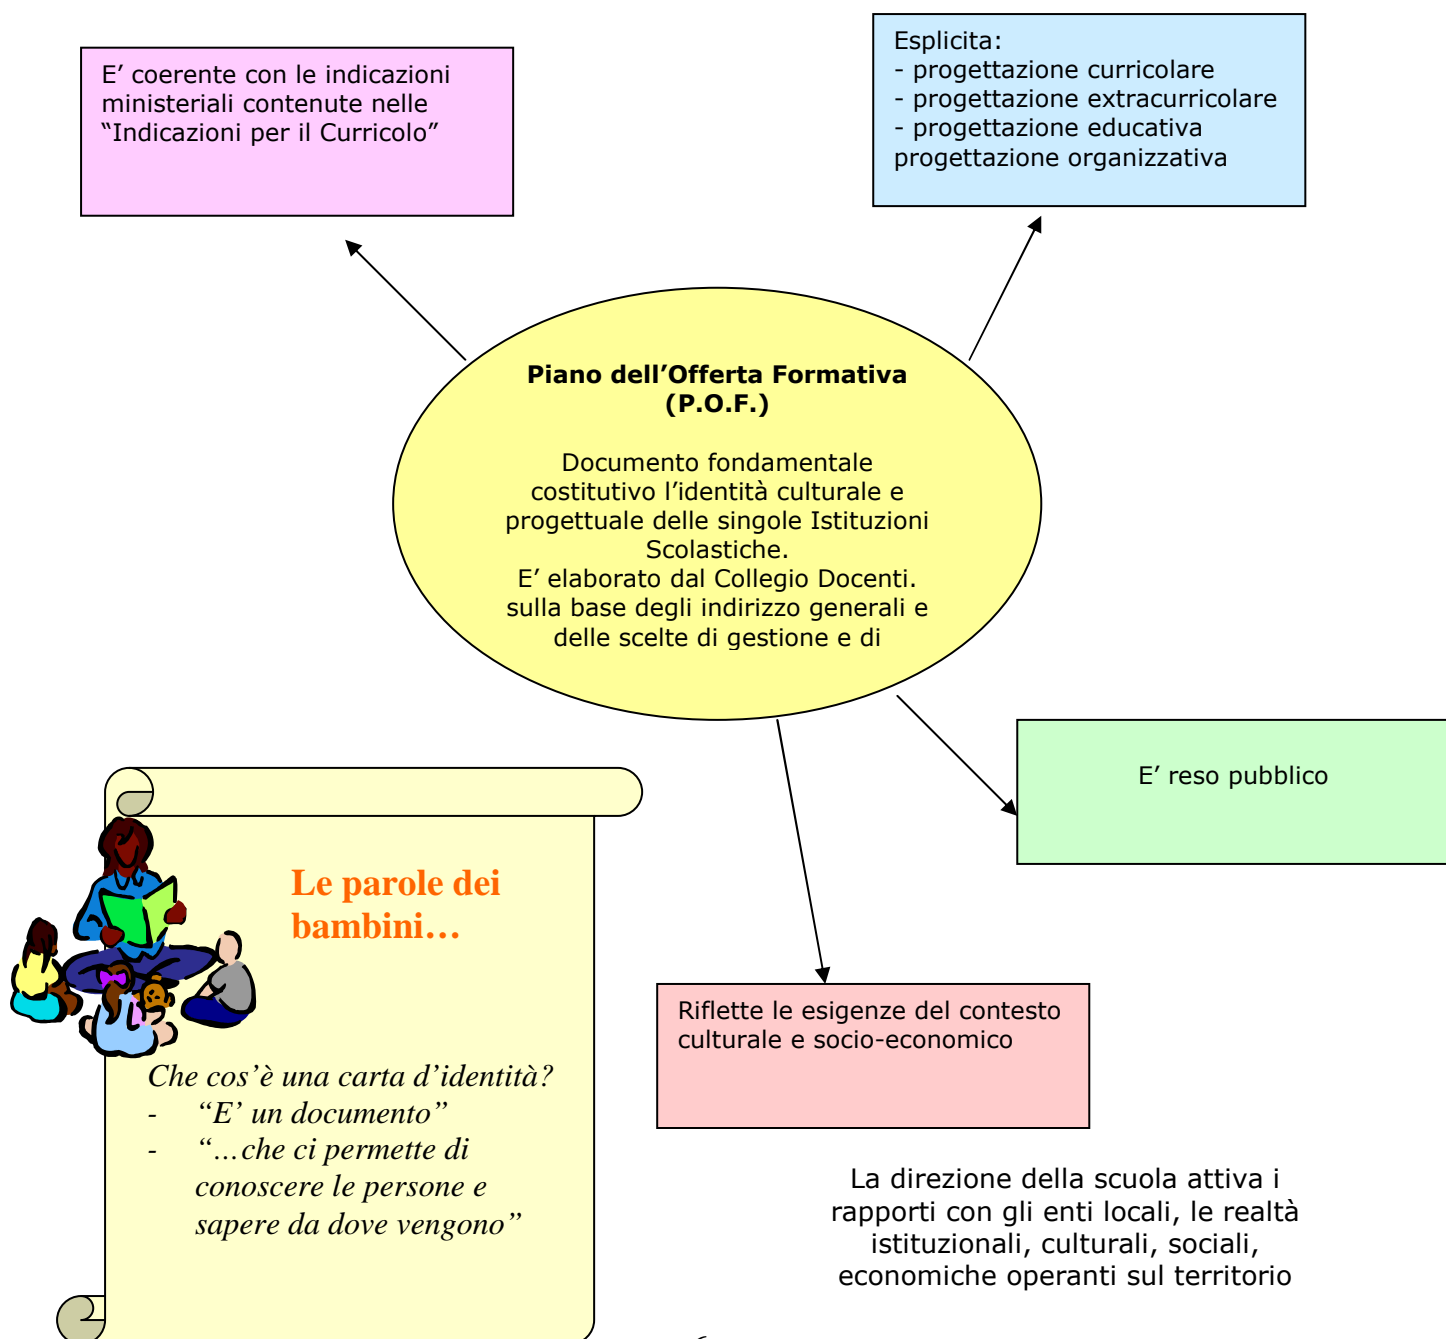 E’ coerente con le indicazioni
ministeriali contenute nelle
“Indicazioni per il Curricolo”
Esplicita:
- progettazione curricolare
- progettazione extracurricolare
- progettazione educativa
progettazione organizzativa
Piano dell’Offerta Formativa
(P.O.F.)
Documento fondamentale
costitutivo l’identità culturale e
progettuale delle singole Istituzioni
Scolastiche.
E’ elaborato dal Collegio Docenti.
sulla base degli indirizzo generali e
delle scelte di gestione e di
E’ reso pubblico
Le parole dei
bambini…
Che cos’è una carta d’identità?
- “E’ un documento”
- “…che ci permette di
conoscere le persone e
sapere da dove vengono”
Riflette le esigenze del contesto
culturale e socio-economico
La direzione della scuola attiva i
rapporti con gli enti locali, le realtà
istituzionali, culturali, sociali,
economiche operanti sul territorio